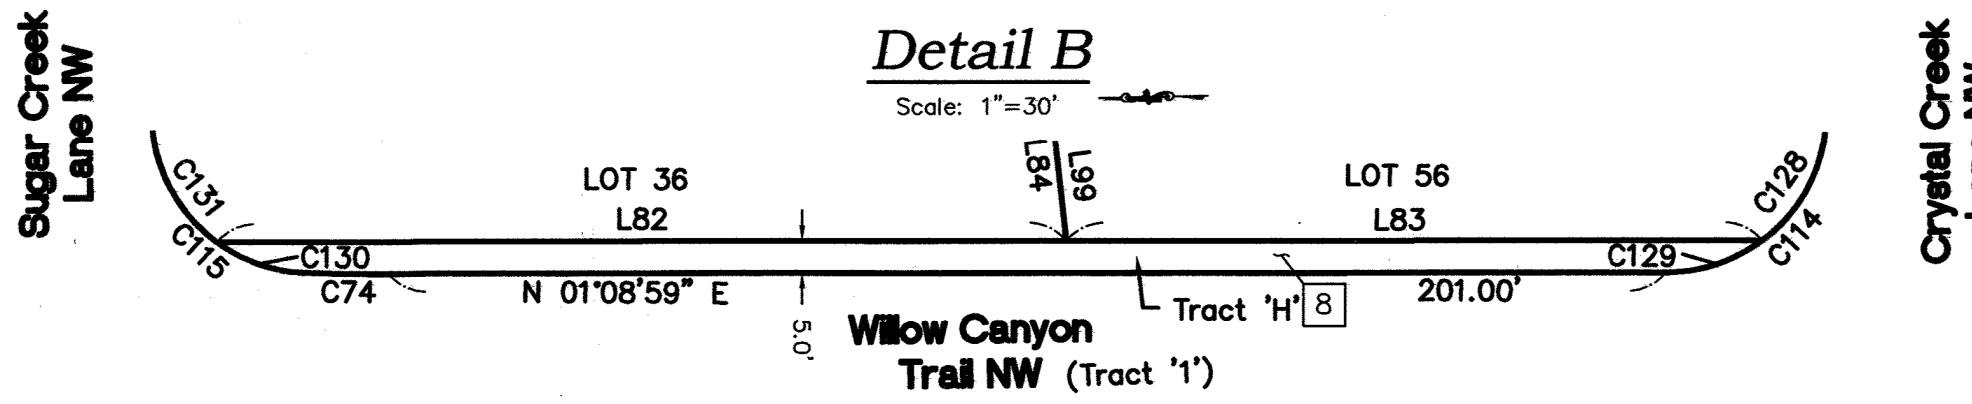 Sugar Creek
Lane NW
Detail B
Scale: 1"=30'
Crystal Creek
C131
C115
LOT 36
L82
L84
L99
LOT 56
L83
C128
C114
C130
C129
C74
N 01°08'59" E
5.0'
Tract 'H' 8
201.00'
Willow Canyon
Trail NW (Tract '1')